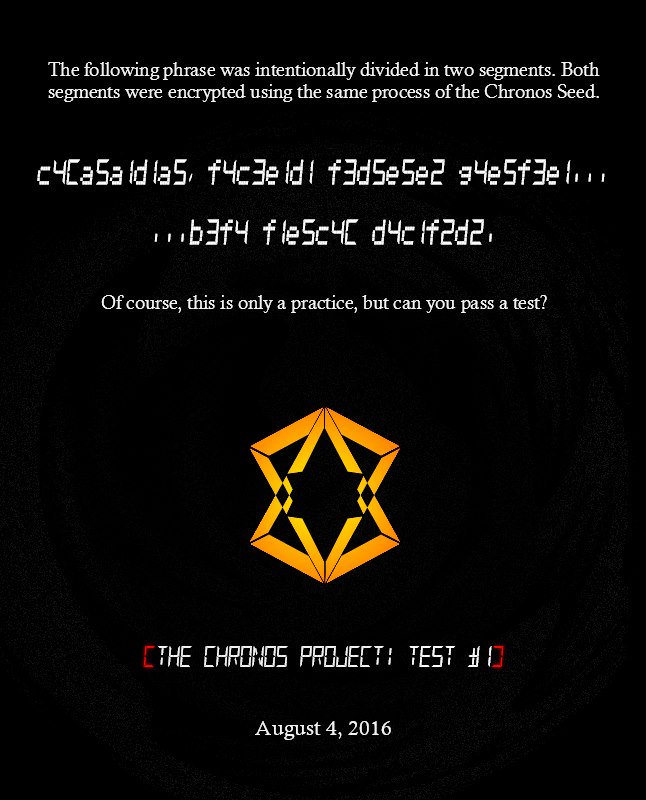 The following phrase was intentionally divided in two segments. Both
segments were encrypted using the same process of the Chronos Seed.
c4Ca5a1d1a5, f4c3e1d1 f3d5e5e2 g4e5f3e1...
...b3f4 f1e5c4C d4c1f2d2.
Of course, this is only a practice, but can you pass a test?
[THE CHRONOS PROJECT: TEST #1]
August 4, 2016